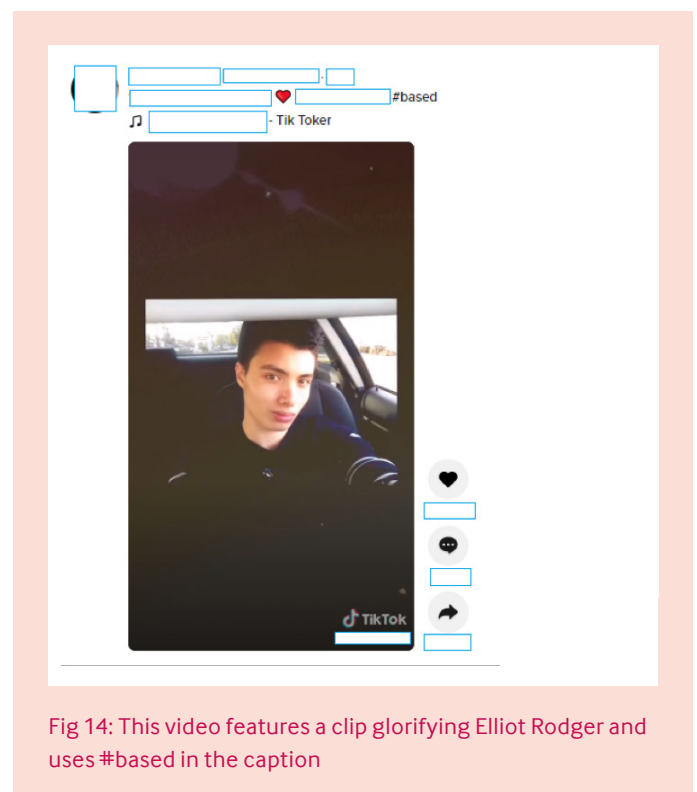 #based
- Tik Toker
TikTok
Fig 14: This video features a clip glorifying Elliot Rodger and
uses #based in the caption